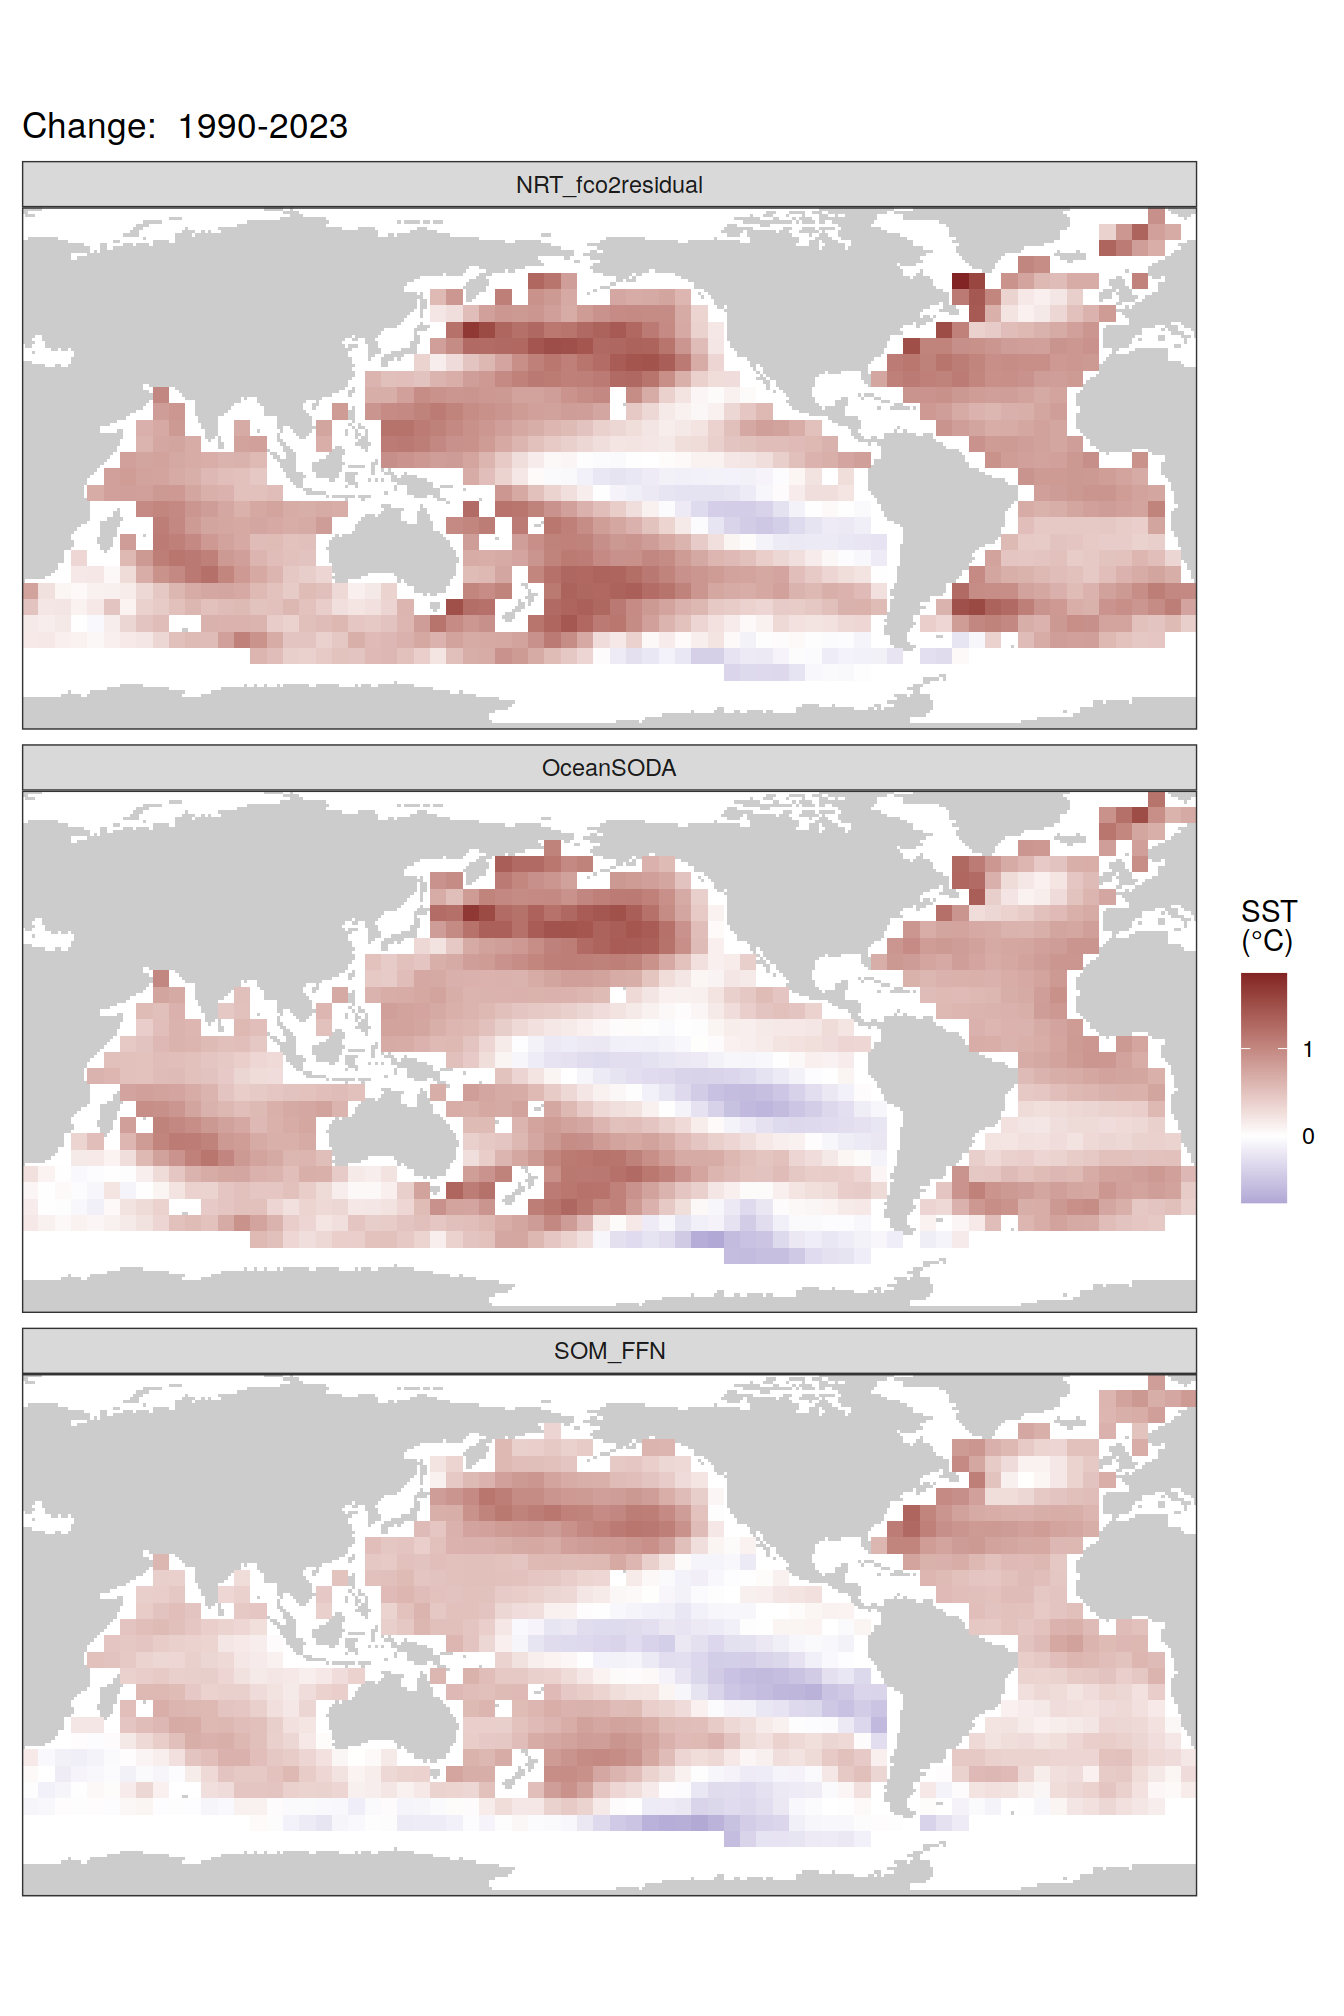 Change:  1990-2023
NRT_fco2residual
OceanSODA
SOM_FFN
SST
(°C)
1
0